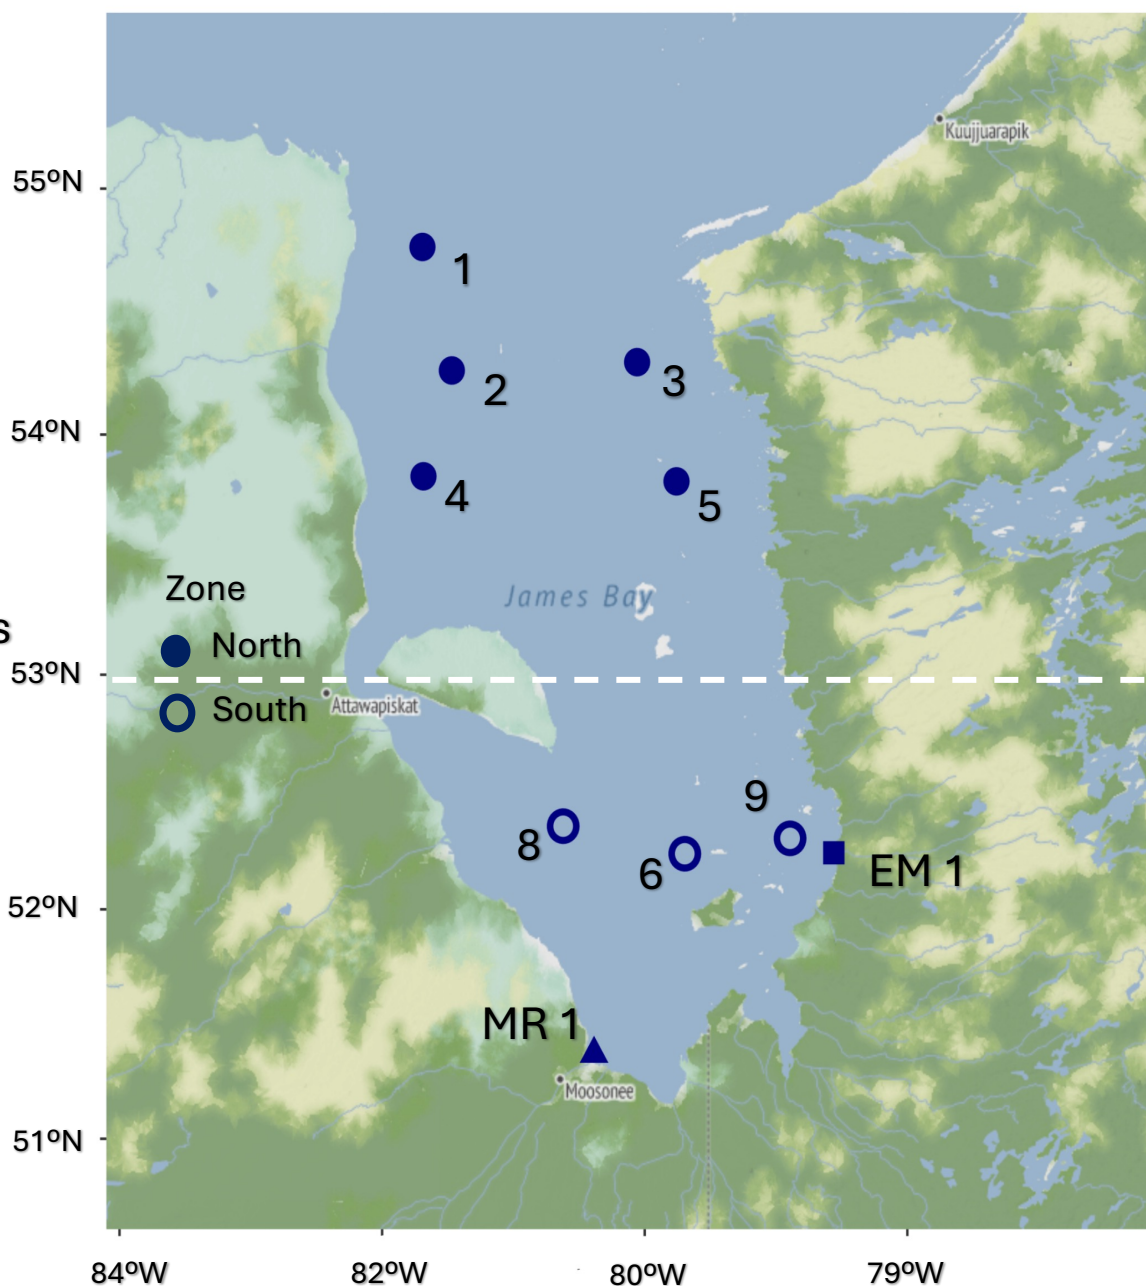 Kuujjuarapik
55ºN
1
3
2
54ºN
4
5
Zone
James Bay
s
North
53ºN
Attawapiskat
South
9
8
6
EM 1
52ºN
MR 1
Moosonee
51ºN
84ºW
82ºW
80ºW
79ºW